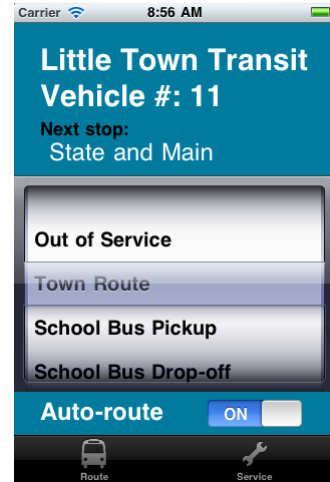 Carrier 8:56 AM
Little Town Transit
Vehicle #: 11
Next stop:
State and Main
Out of Service
Town Route
School Bus Pickup
School Bus Drop-off
Auto-route ON
Route Service